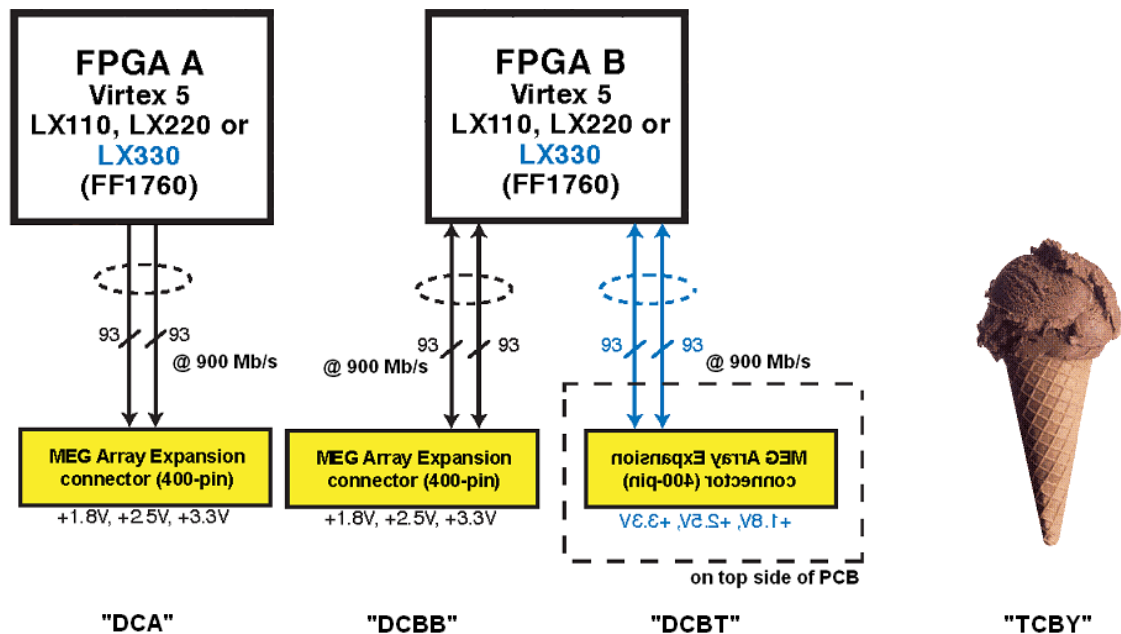 FPGA A
Virtex 5
LX110, LX220 or
LX330
(FF1760)
FPGA B
Virtex 5
LX110, LX220 or
LX330
(FF1760)
93
93
@ 900 Mb/s
93
93
@ 900 Mb/s
93
93
@ 900 Mb/s
MEG Array Expansion
connector (400-pin)
+1.8V, +2.5V, +3.3V
MEG Array Expansion
connector (400-pin)
+1.8V, +2.5V, +3.3V
MEG Array Expansion
connector (400-pin)
+1.8V, +2.5V, +3.3V
on top side of PCB
"DCA"
"DCBB"
"DCBT"
"TCBY"